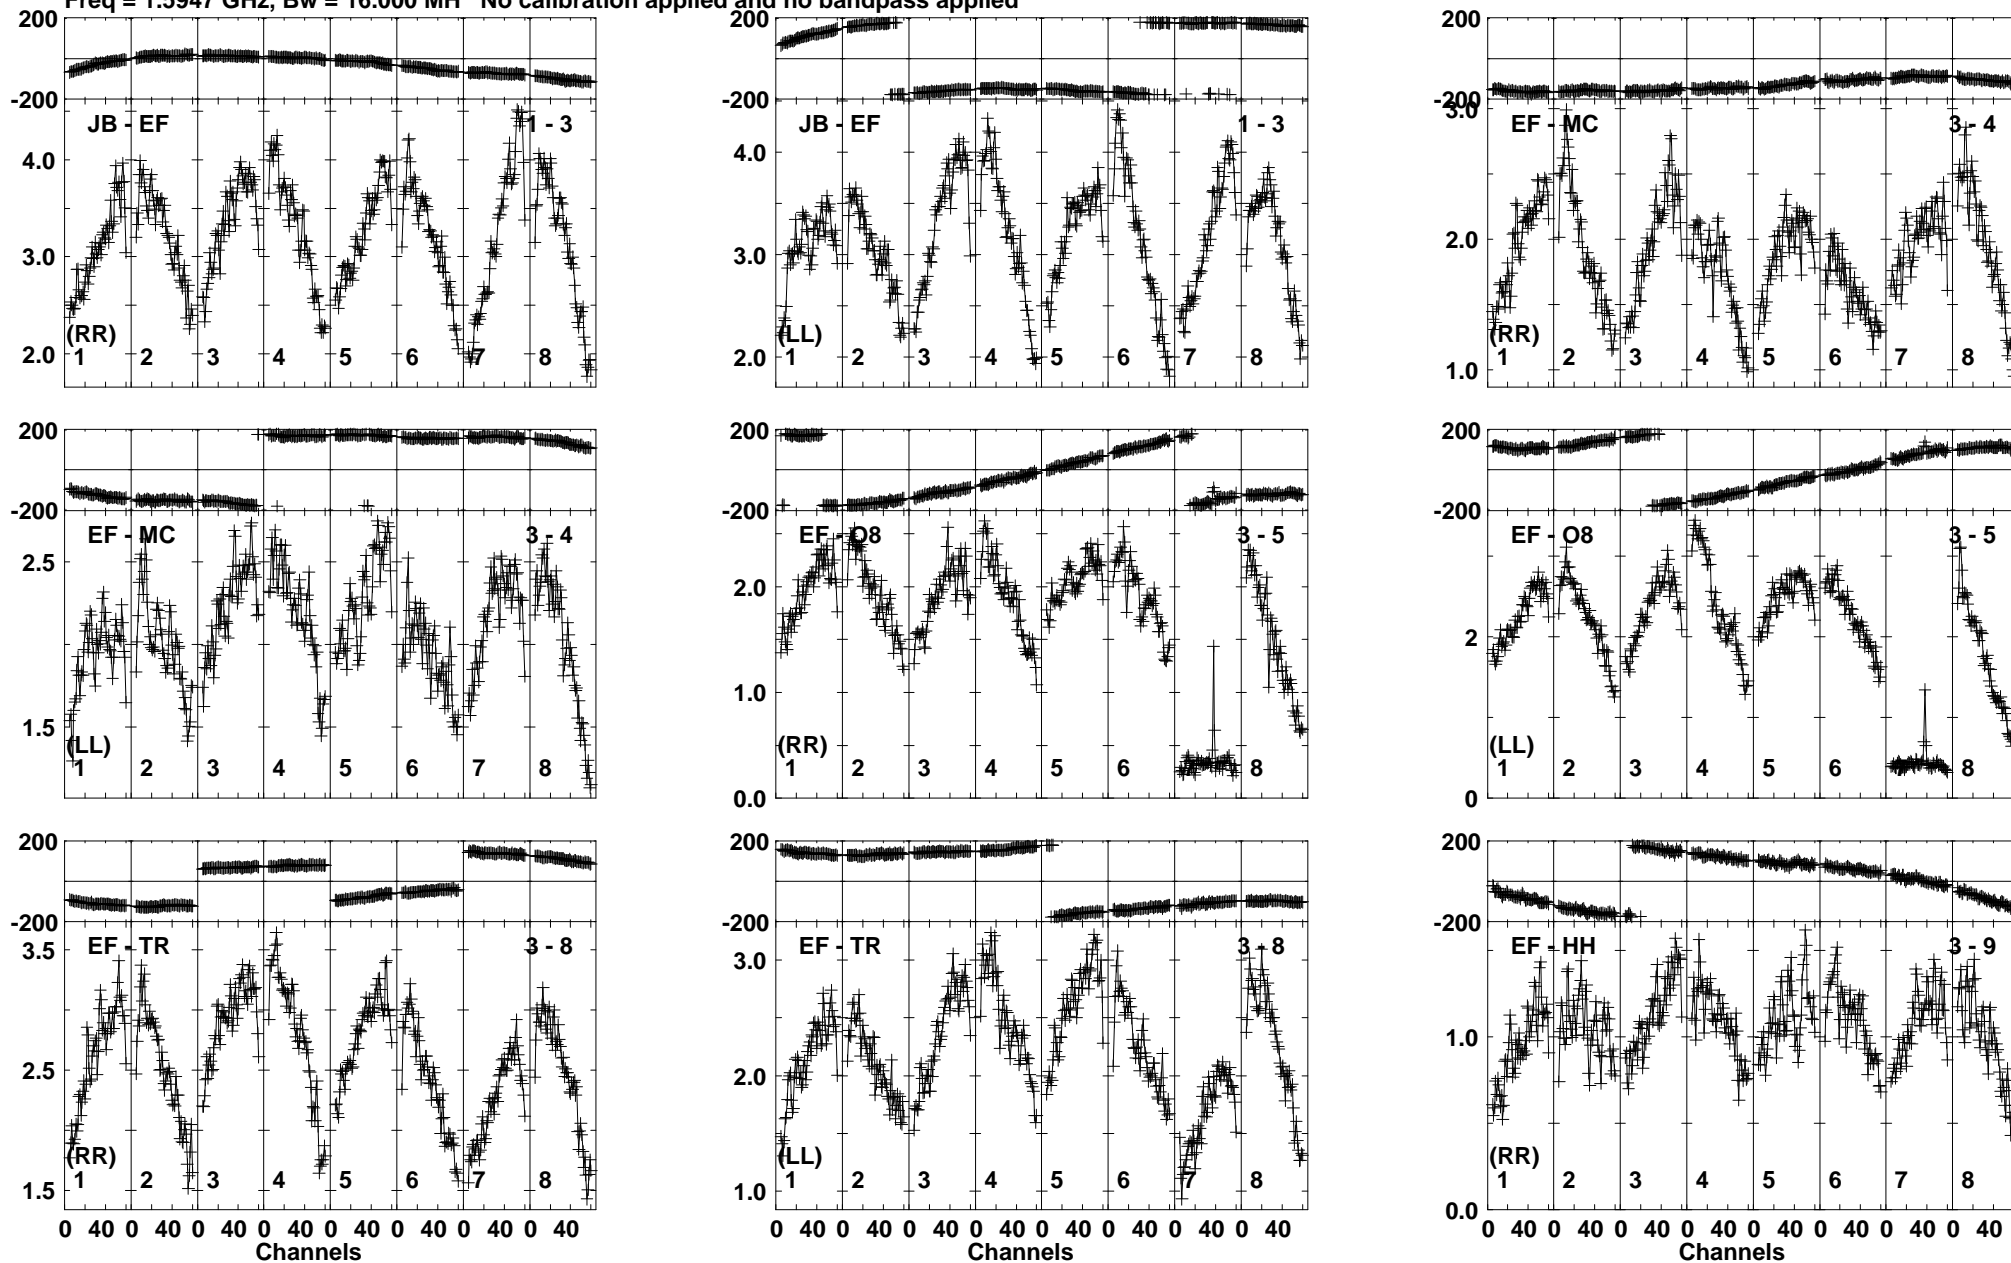 Freq = 1.5947 GHz, Bw = 16.000 MH No calibration applied and no bandpass applied
200 200 200
-200 -200 -200
JB - EF 1 - 3 JB - EF 1 - 3 EF - MC 3 - 4
3.0
4.0 4.0
2.0
3.0 3.0
(RR) (LL) (RR)
2.0 2.0 1.0
1 2 3 4 5 6 7 8 1 2 3 4 5 6 7 8 1 2 3 4 5 6 7 8
200 200 200
-200 -200 -200
EF - MC 3 - 4 EF - O8 3 - 5 EF - O8 3 - 5
2.5 2.0
2
1.5 1.0
(LL) (RR) (LL)
1 2 3 4 5 6 7 8 1 2 3 4 5 6 7 8 1 2 3 4 5 6 7 8
0.0 0
200 200 200
-200 -200 -200
EF - TR 3 - 8 EF - TR 3 - 8 EF - HH 3 - 9
3.5 3.0
2.5 2.0 1.0
(RR) (LL) (RR)
1 2 3 4 5 6 7 8 1 2 3 4 5 6 7 8 1 2 3 4 5 6 7 8
1.5 1.0 0.0
0 40 0 40 0 40 0 40 0 40 0 40 0 40 0 40 0 40 0 40 0 40 0 40 0 40 0 40 0 40 0 40 0 40 0 40 0 40 0 40 0 40 0 40 0 40 0 40
Channels Channels Channels